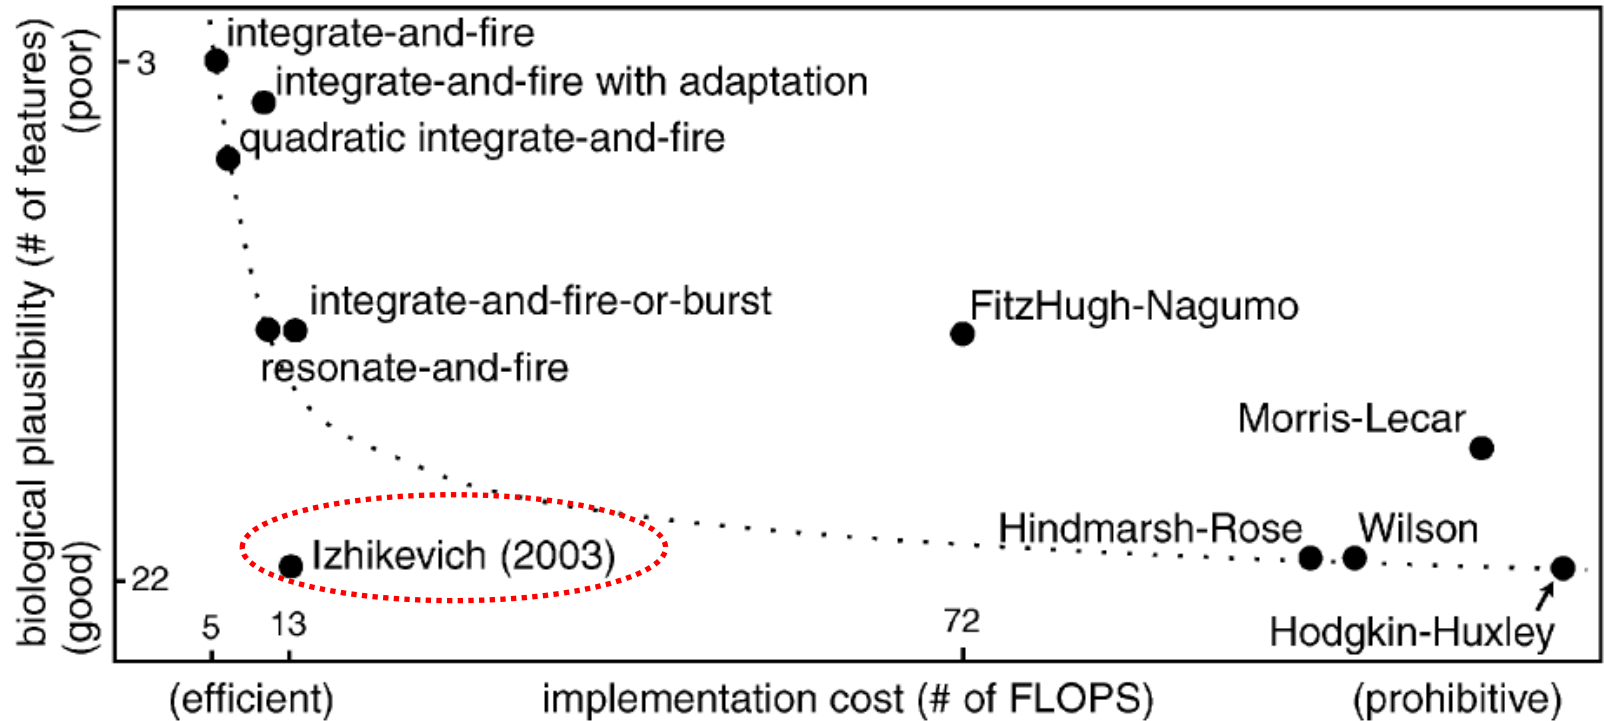 biological plausibility (# of features)
(poor)
(good)
3
22
integrate-and-fire
integrate-and-fire with adaptation
quadratic integrate-and-fire
integrate-and-fire-or-burst
resonate-and-fire
FitzHugh-Nagumo
Morris-Lecar
Hindmarsh-Rose
Wilson
Izhikevich (2003)
Hodgkin-Huxley
5
13
72
(efficient)
implementation cost (# of FLOPS)
(prohibitive)